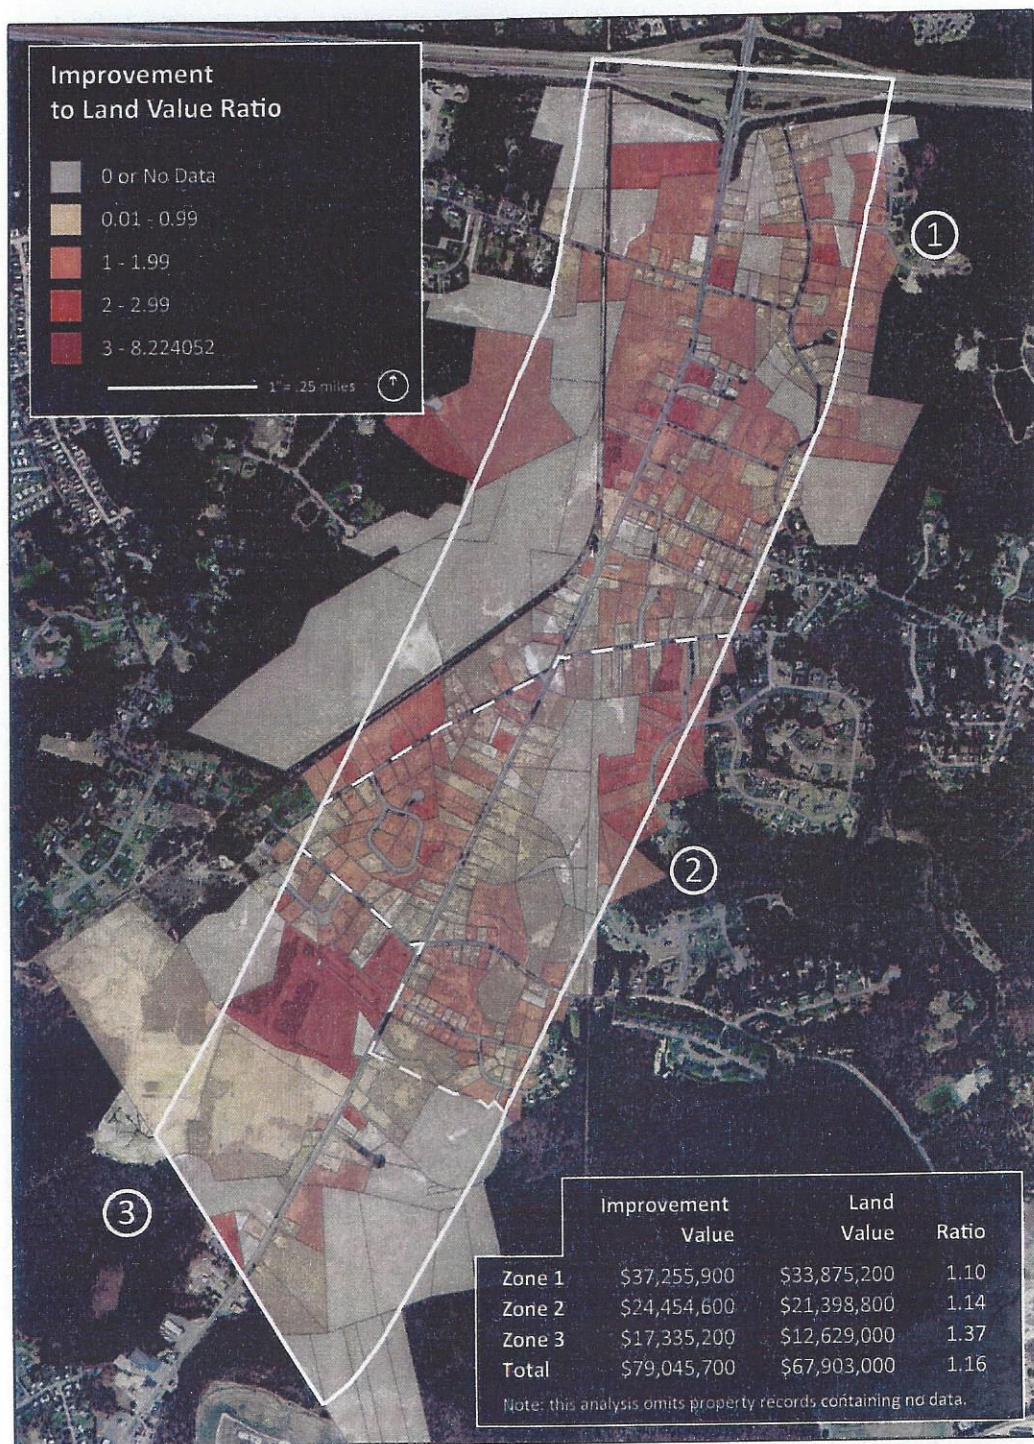 Improvement
to Land Value Ratio
0 or No Data
0.01 - 0.99
1 - 1.99
2 - 2.99
3 - 8.224052
1"= .25 miles
1
2
3
Improvement Value Land Value Ratio
Zone 1 $37,255,900 $33,875,200 1.10
Zone 2 $24,454,600 $21,398,800 1.14
Zone 3 $17,335,200 $12,629,000 1.37
Total $79,045,700 $67,903,000 1.16
Note: this analysis omits property records containing no data.